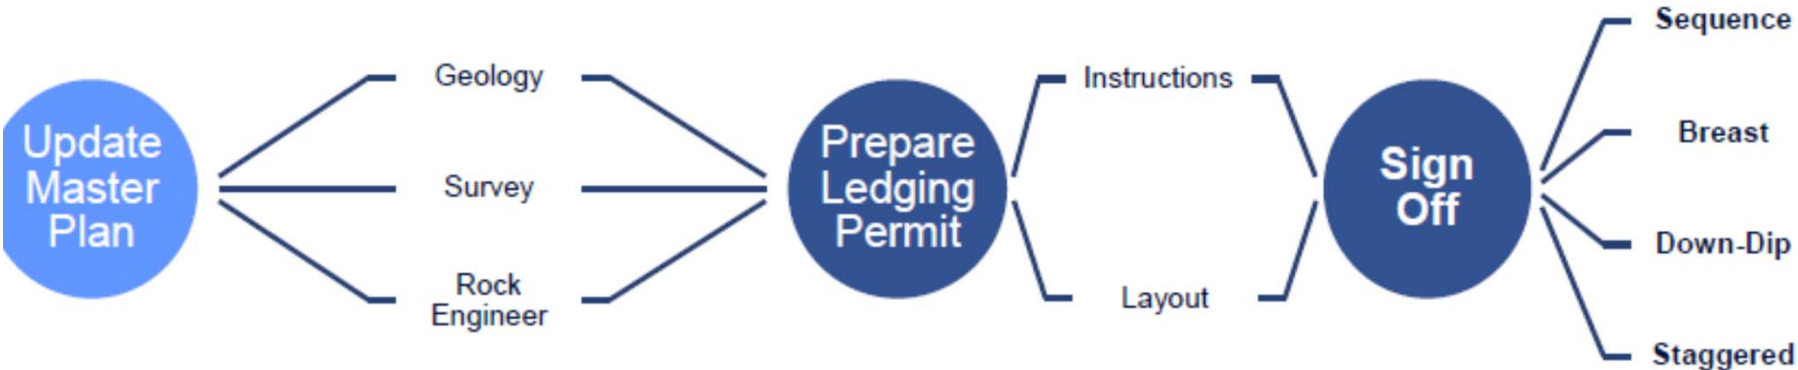 Update
Master
Plan
Geology
Survey
Rock
Engineer
Prepare
Ledging
Permit
Instructions
Layout
Sign
Off
Sequence
Breast
Down-Dip
Staggered